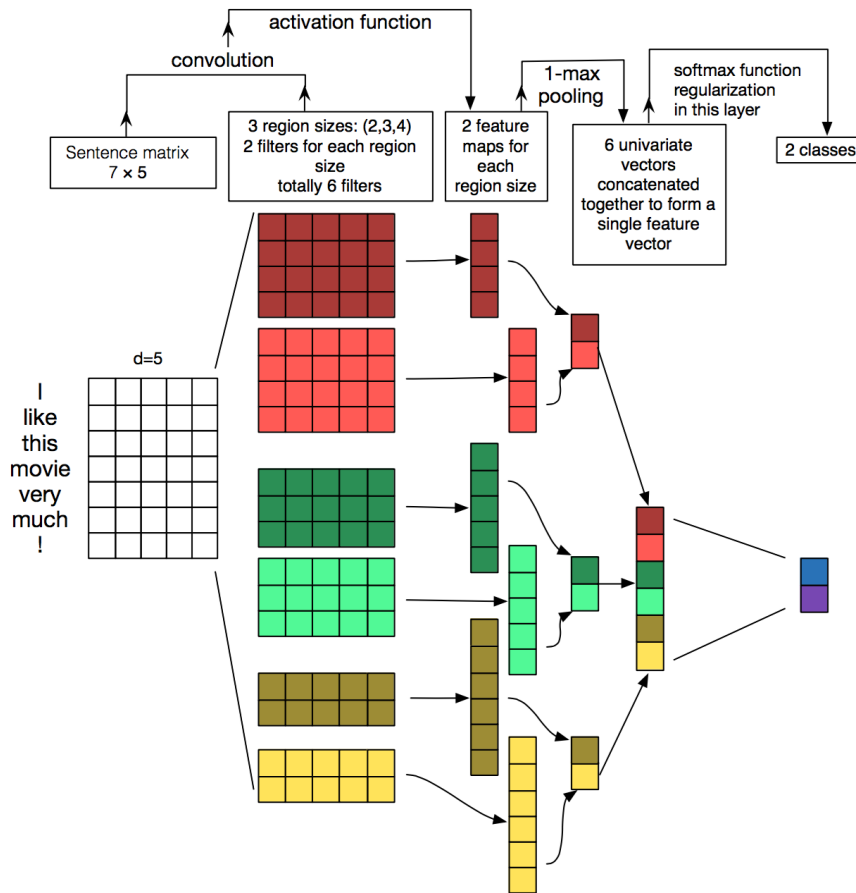 activation function
convolution
1-max
pooling
softmax function
regularization
in this layer
Sentence matrix
7 × 5
3 region sizes: (2,3,4)
2 filters for each region
size
totally 6 filters
2 feature
maps for
each
region size
6 univariate
vectors
concatenated
together to form a
single feature
vector
2 classes
d=5
I
like
this
movie
very
much
!